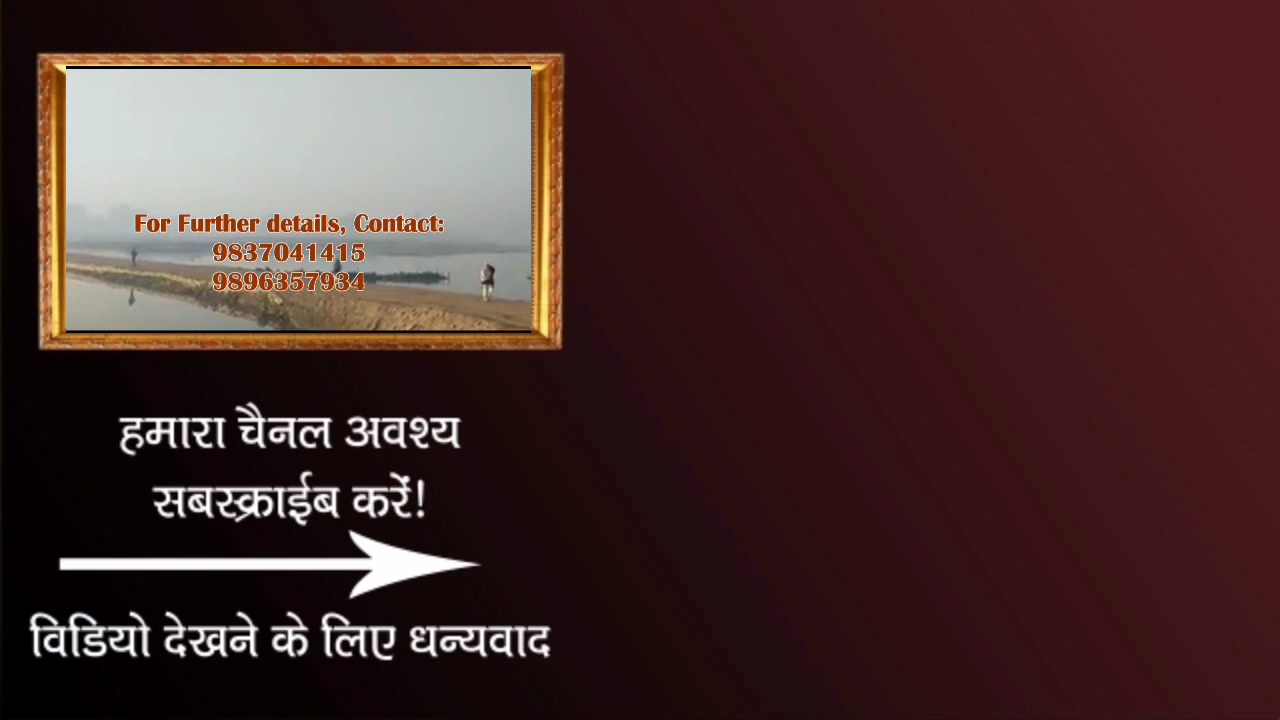 For Further details, Contact:
9837041415
9896357934
हमारा चैनल अवश्य
सबस्क्राईब करें!
विडियो देखने के लिए धन्यवाद